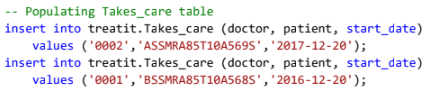 -- Populating Takes_care table
insert into treatit.Takes_care (doctor, patient, start_date)
values ('0002','ASSMRA85T10A569S','2017-12-20');
insert into treatit.Takes_care (doctor, patient, start_date)
values ('0001','BSSMRA85T10A568S','2016-12-20');